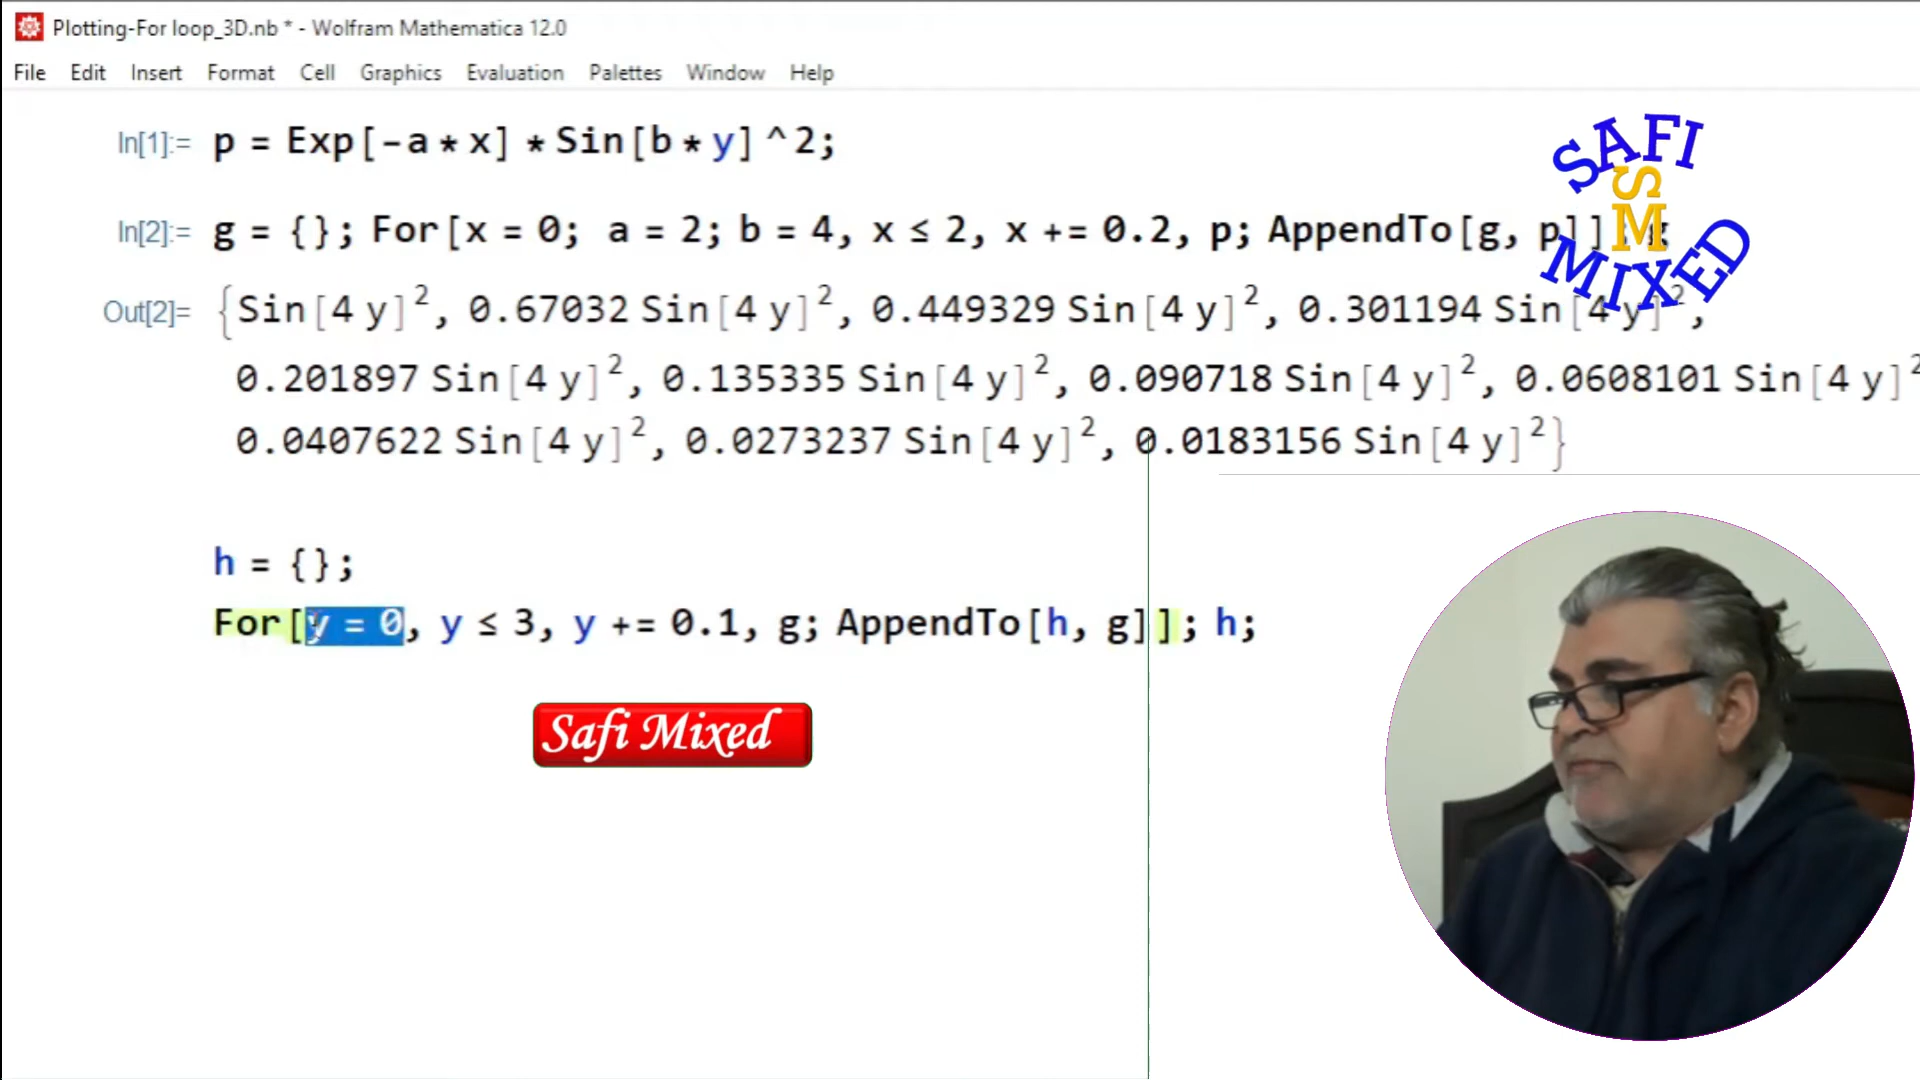 Plotting-For loop_3D.nb * - Wolfram Mathematica 12.0
File Edit Insert Format Cell Graphics Evaluation Palettes Window Help
In[1]:= p = Exp[-a*x]*Sin[b*y]^2;
In[2]:= g = {}; For[x = 0; a = 2; b = 4, x ≤ 2, x += 0.2, p; AppendTo[g, p]]; g
Out[2]= {Sin[4 y]², 0.67032 Sin[4 y]², 0.449329 Sin[4 y]², 0.301194 Sin[4 y]²,
0.201897 Sin[4 y]², 0.135335 Sin[4 y]², 0.090718 Sin[4 y]², 0.0608101 Sin[4 y]²
0.0407622 Sin[4 y]², 0.0273237 Sin[4 y]², 0.0183156 Sin[4 y]²}
h = {};
For[y = 0, y ≤ 3, y += 0.1, g; AppendTo[h, g]]; h;
Safi Mixed
SAFI
SM
MIXED